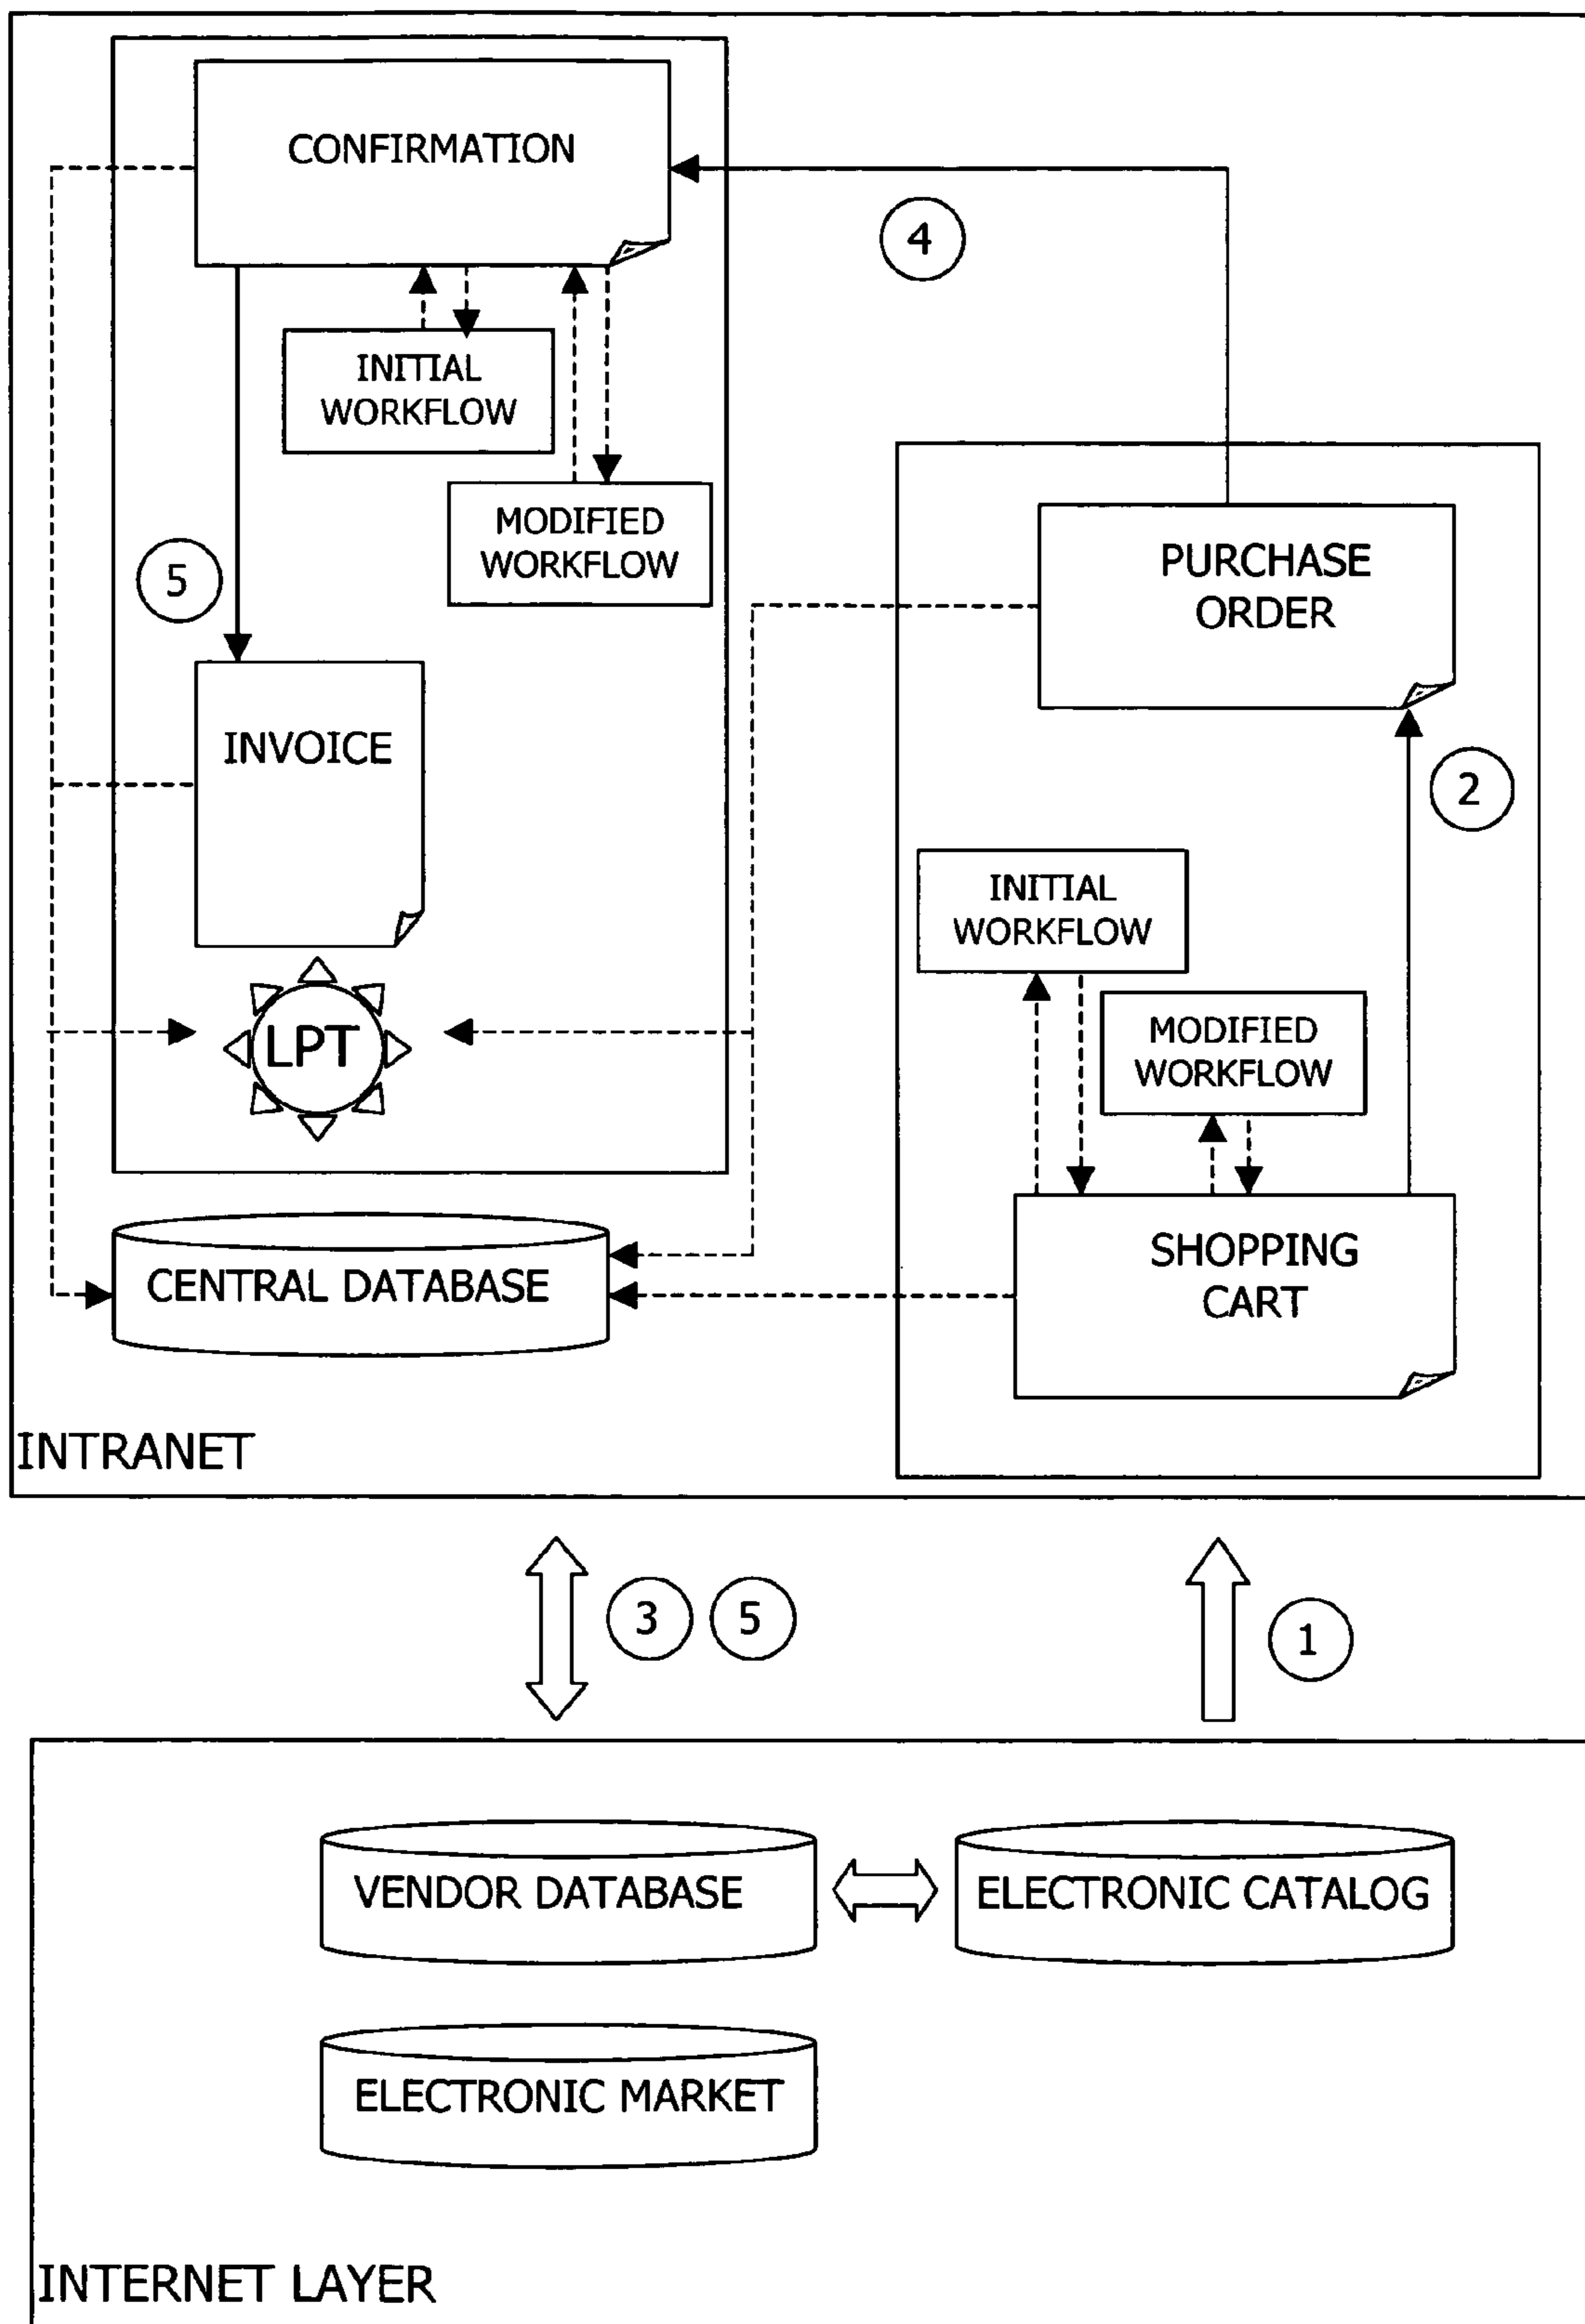 CONFIRMATION
4
INITIAL
WORKFLOW
MODIFIED
WORKFLOW
5
PURCHASE
ORDER
INVOICE
2
INITIAL
WORKFLOW
MODIFIED
WORKFLOW
LPT
SHOPPING
CART
CENTRAL DATABASE
INTRANET
3
5
1
VENDOR DATABASE
ELECTRONIC CATALOG
ELECTRONIC MARKET
INTERNET LAYER